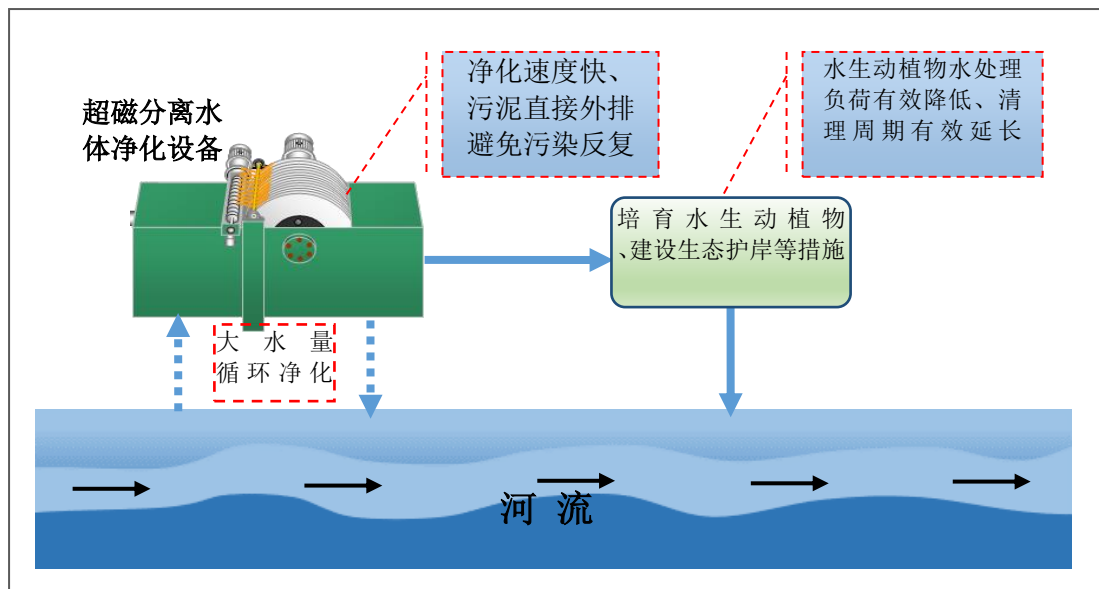 超磁分离水
体净化设备
净化速度快、
污泥直接外排
避免污染反复
水生动植物水处理
负荷有效降低、清
理周期有效延长
培育水生动植物
、建设生态护岸等措施
大水量
循环净化
河流